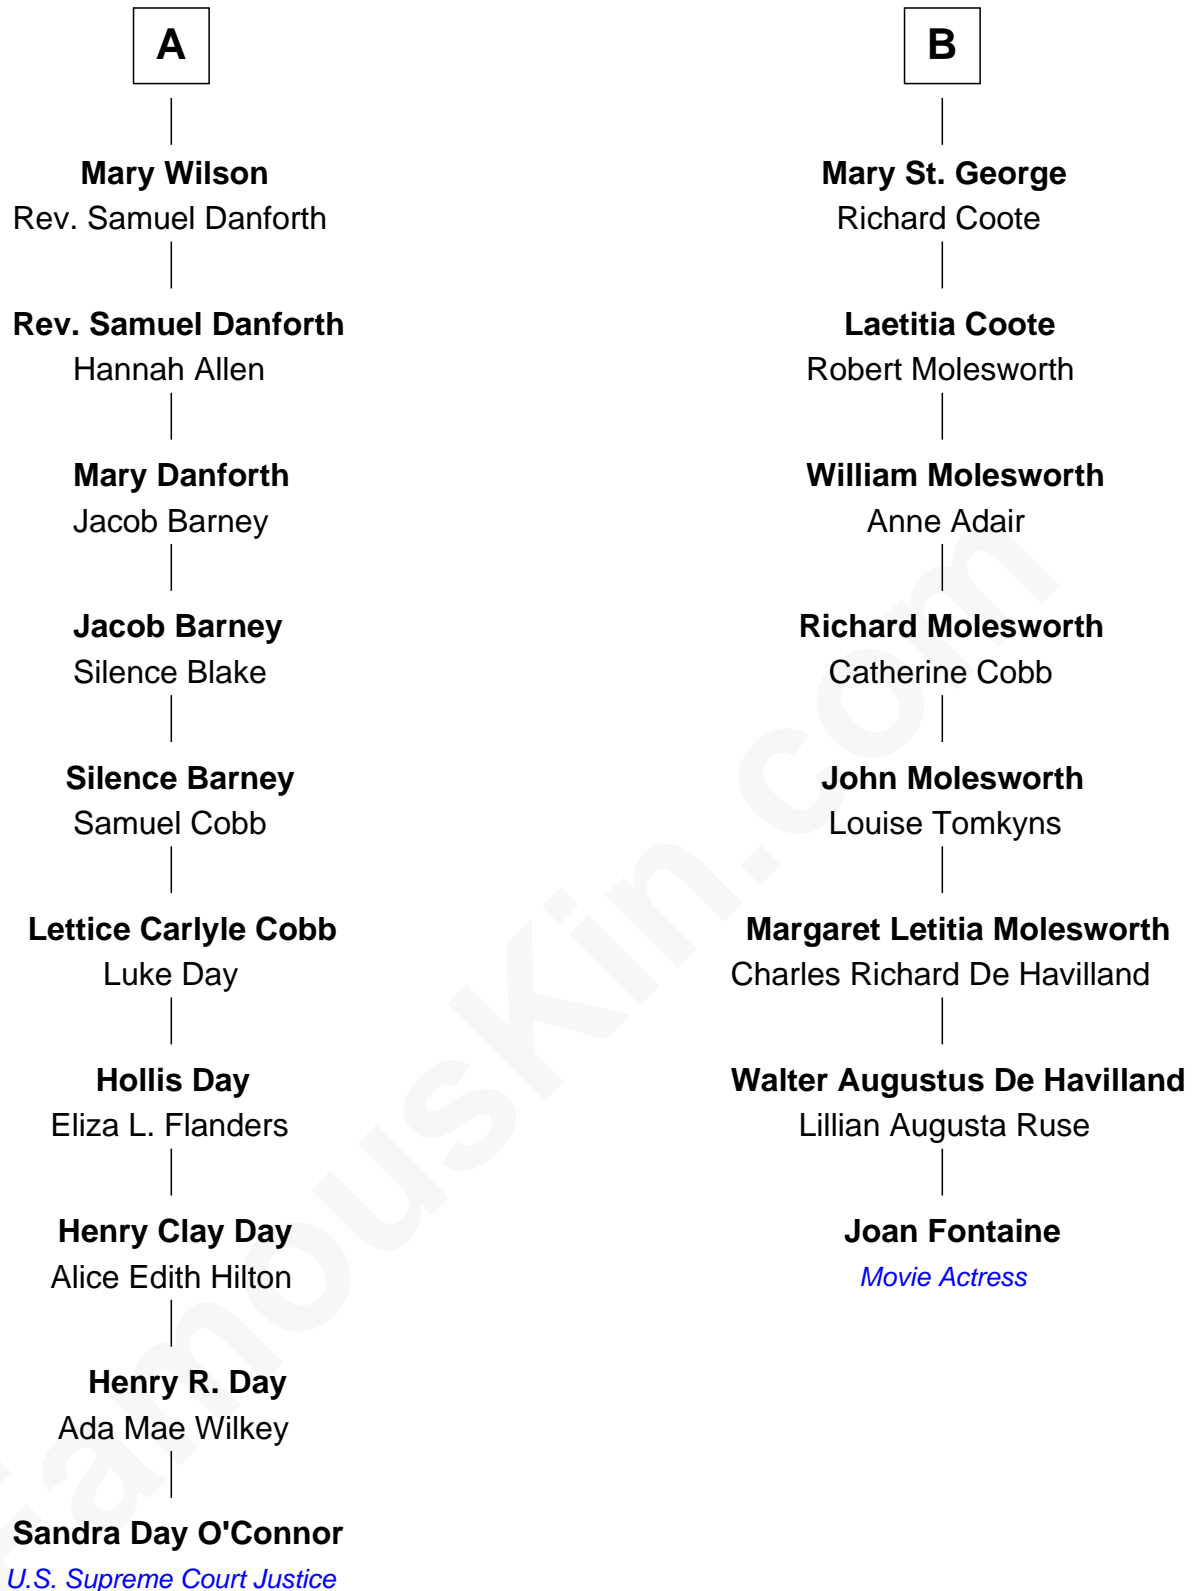 A
Mary Wilson
Rev. Samuel Danforth
Rev. Samuel Danforth
Hannah Allen
Mary Danforth
Jacob Barney
Jacob Barney
Silence Blake
Silence Barney
Samuel Cobb
Lettice Carlyle Cobb
Luke Day
Hollis Day
Eliza L. Flanders
Henry Clay Day
Alice Edith Hilton
Henry R. Day
Ada Mae Wilkey
Sandra Day O'Connor
U.S. Supreme Court Justice
B
Mary St. George
Richard Coote
Laetitia Coote
Robert Molesworth
William Molesworth
Anne Adair
Richard Molesworth
Catherine Cobb
John Molesworth
Louise Tomkyns
Margaret Letitia Molesworth
Charles Richard De Havilland
Walter Augustus De Havilland
Lillian Augusta Ruse
Joan Fontaine
Movie Actress
FamousKin.com